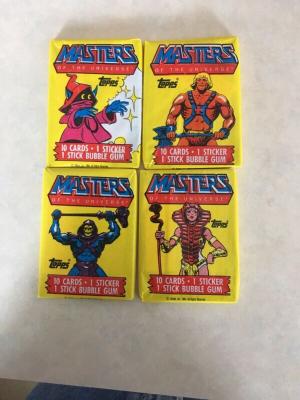 MASTERS
OF THE UNIVERSE
Topps
10 CARDS • 1 STICKER
1 STICK BUBBLE GUM
MASTERS
OF THE UNIVERSE
Topps
10 CARDS • 1 STICKER
1 STICK BUBBLE GUM
MASTERS
OF THE UNIVERSE
Topps
10 CARDS • 1 STICKER
1 STICK BUBBLE GUM
MASTERS
OF THE UNIVERSE
Topps
10 CARDS • 1 STICKER
1 STICK BUBBLE GUM